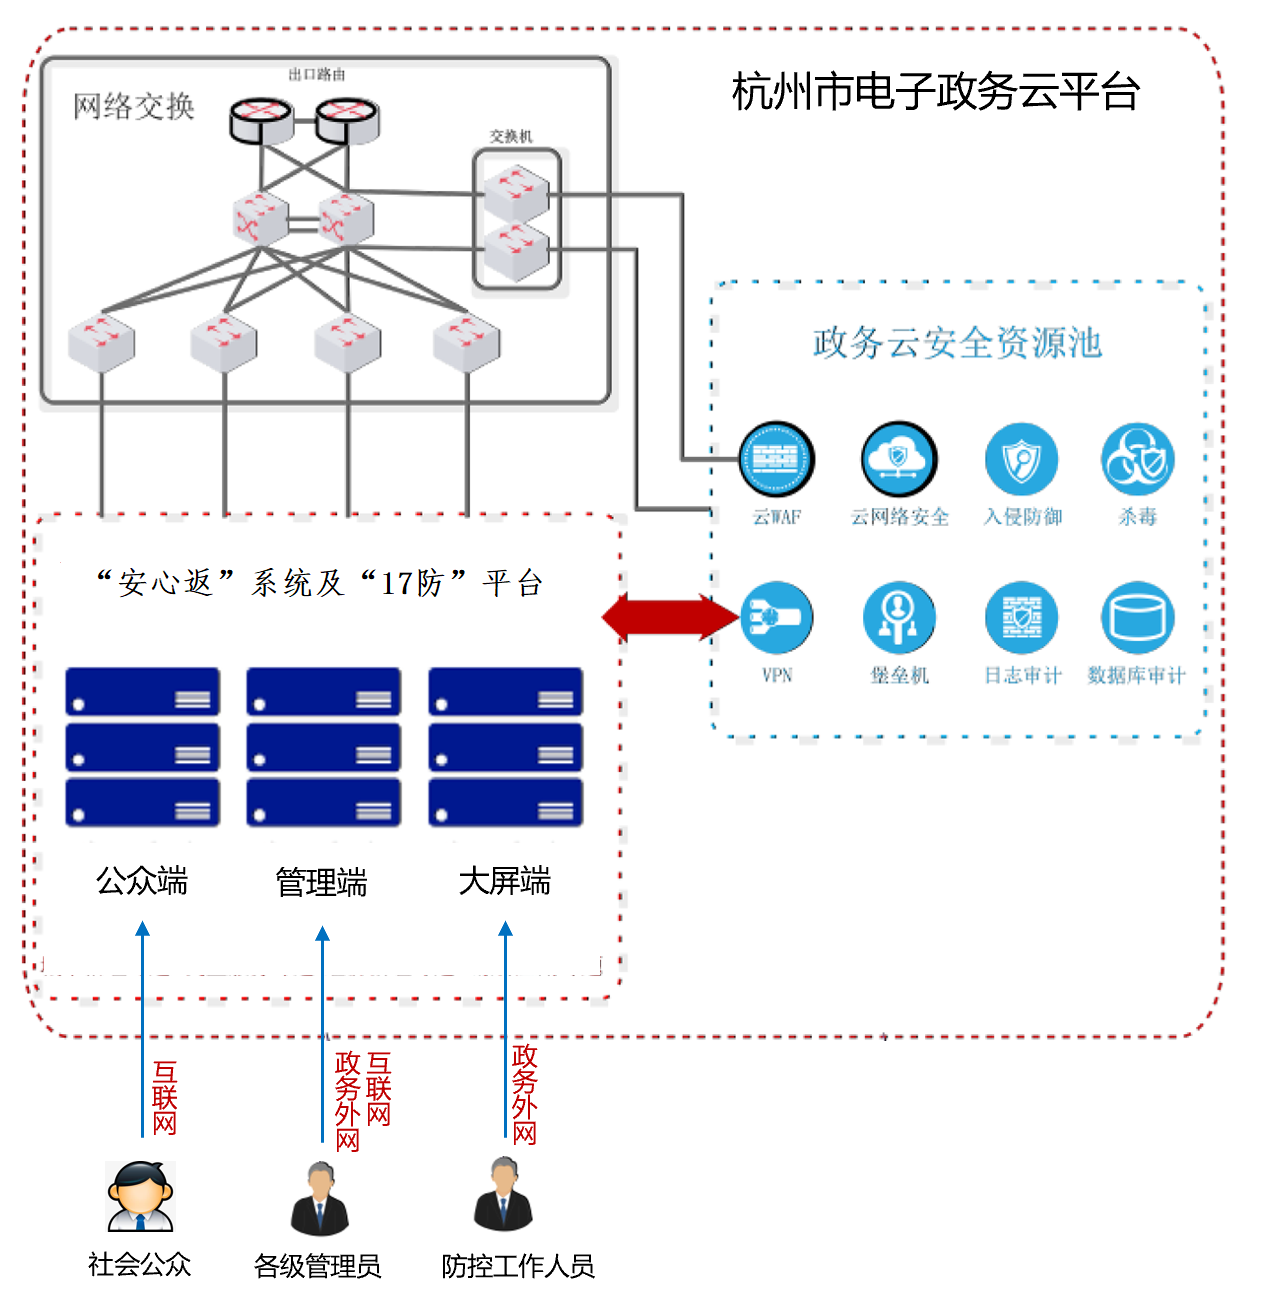 杭州市电子政务云平台
网络交换
出口路由
交换机
政务云安全资源池
云WAF
云网络安全
入侵防御
杀毒
VPN
堡垒机
日志审计
数据库审计
“安心返”系统及“17防”平台
公众端
管理端
大屏端
互联网
政务外网
互联网
政务外网
社会公众
各级管理员
防控工作人员